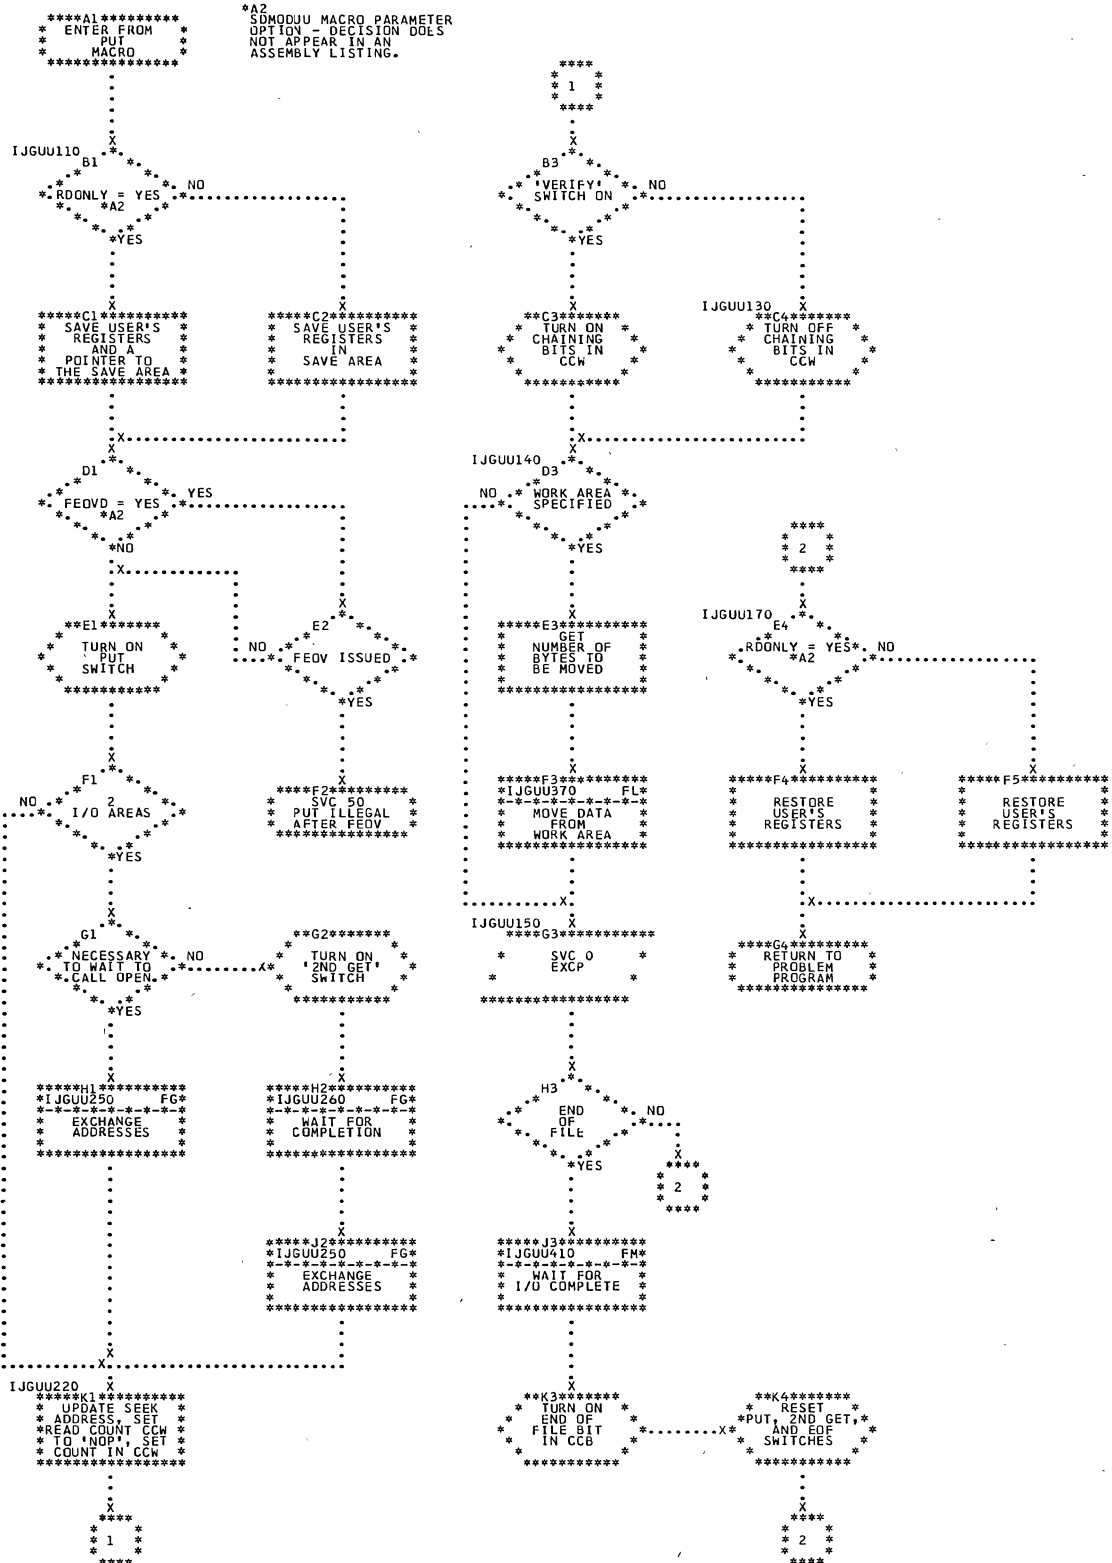 *A2
SDMODUU MACRO PARAMETER
OPTION - DECISION DOES
NOT APPEAR IN AN
ASSEMBLY LISTING.
A1
ENTER FROM
PUT
MACRO
IJGUU110
B1
RDONLY = YES
*A2
NO
YES
C1
SAVE USER'S
REGISTERS
AND A
POINTER TO
THE SAVE AREA
C2
SAVE USER'S
REGISTERS
IN
SAVE AREA
D1
FEOVD = YES
*A2
YES
NO
E1
TURN ON
PUT
SWITCH
E2
FEOV ISSUED
NO
YES
F1
2
I/O AREAS
NO
YES
F2
SVC 50
PUT ILLEGAL
AFTER FEOV
G1
NECESSARY
TO WAIT TO
CALL OPEN
NO
YES
G2
TURN ON
'2ND GET'
SWITCH
H1
IJGUU250 FG
EXCHANGE
ADDRESSES
H2
IJGUU260 FG
WAIT FOR
COMPLETION
J2
IJGUU250 FG
EXCHANGE
ADDRESSES
IJGUU220
K1
UPDATE SEEK
ADDRESS, SET
READ COUNT CCW
TO 'NOP', SET
COUNT IN CCW
1
1
B3
'VERIFY'
SWITCH ON
NO
YES
C3
TURN ON
CHAINING
BITS IN
CCW
IJGUU130
C4
TURN OFF
CHAINING
BITS IN
CCW
IJGUU140
D3
WORK AREA
SPECIFIED
NO
YES
E3
GET
NUMBER OF
BYTES TO
BE MOVED
F3
IJGUU370 FL
MOVE DATA
FROM
WORK AREA
IJGUU150
G3
SVC 0
EXCP
H3
END
OF
FILE
NO
YES
2
J3
IJGUU410 FM
WAIT FOR
I/O COMPLETE
K3
TURN ON
END OF
FILE BIT
IN CCB
K4
RESET
PUT, 2ND GET,
AND EOF
SWITCHES
2
2
IJGUU170
E4
RDONLY = YES
*A2
NO
YES
F4
RESTORE
USER'S
REGISTERS
F5
RESTORE
USER'S
REGISTERS
G4
RETURN TO
PROBLEM
PROGRAM